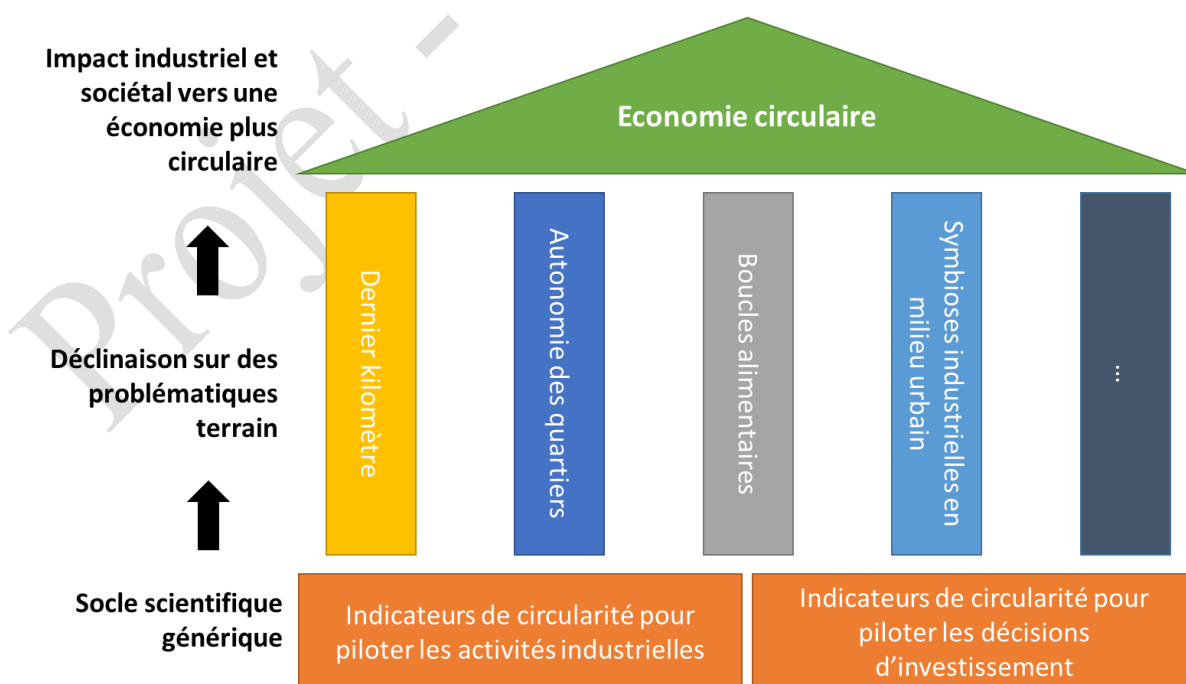 Impact industriel et
sociétal vers une
économie plus
circulaire
Economie circulaire
Projet -
Déclinaison sur des
problématiques
terrain
Dernier kilomètre
Autonomie des quartiers
Boucles alimentaires
Symbioses industrielles en
milieu urbain
...
Socle scientifique
générique
Indicateurs de circularité pour
piloter les activités industrielles
Indicateurs de circularité pour
piloter les décisions
d’investissement